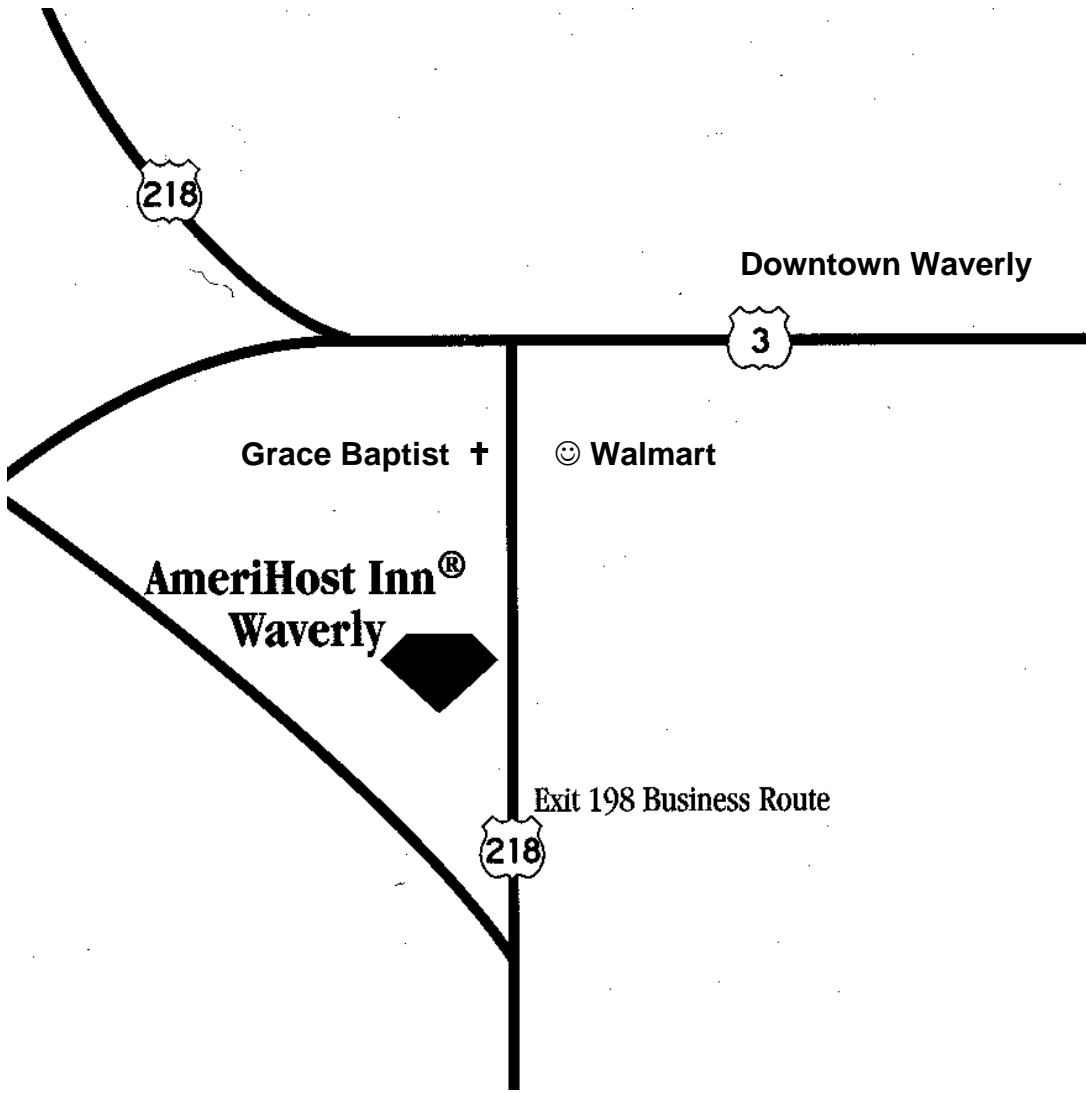 218
Downtown Waverly
3
Grace Baptist ✝ ☺ Walmart
AmeriHost Inn®
Waverly
Exit 198 Business Route
218